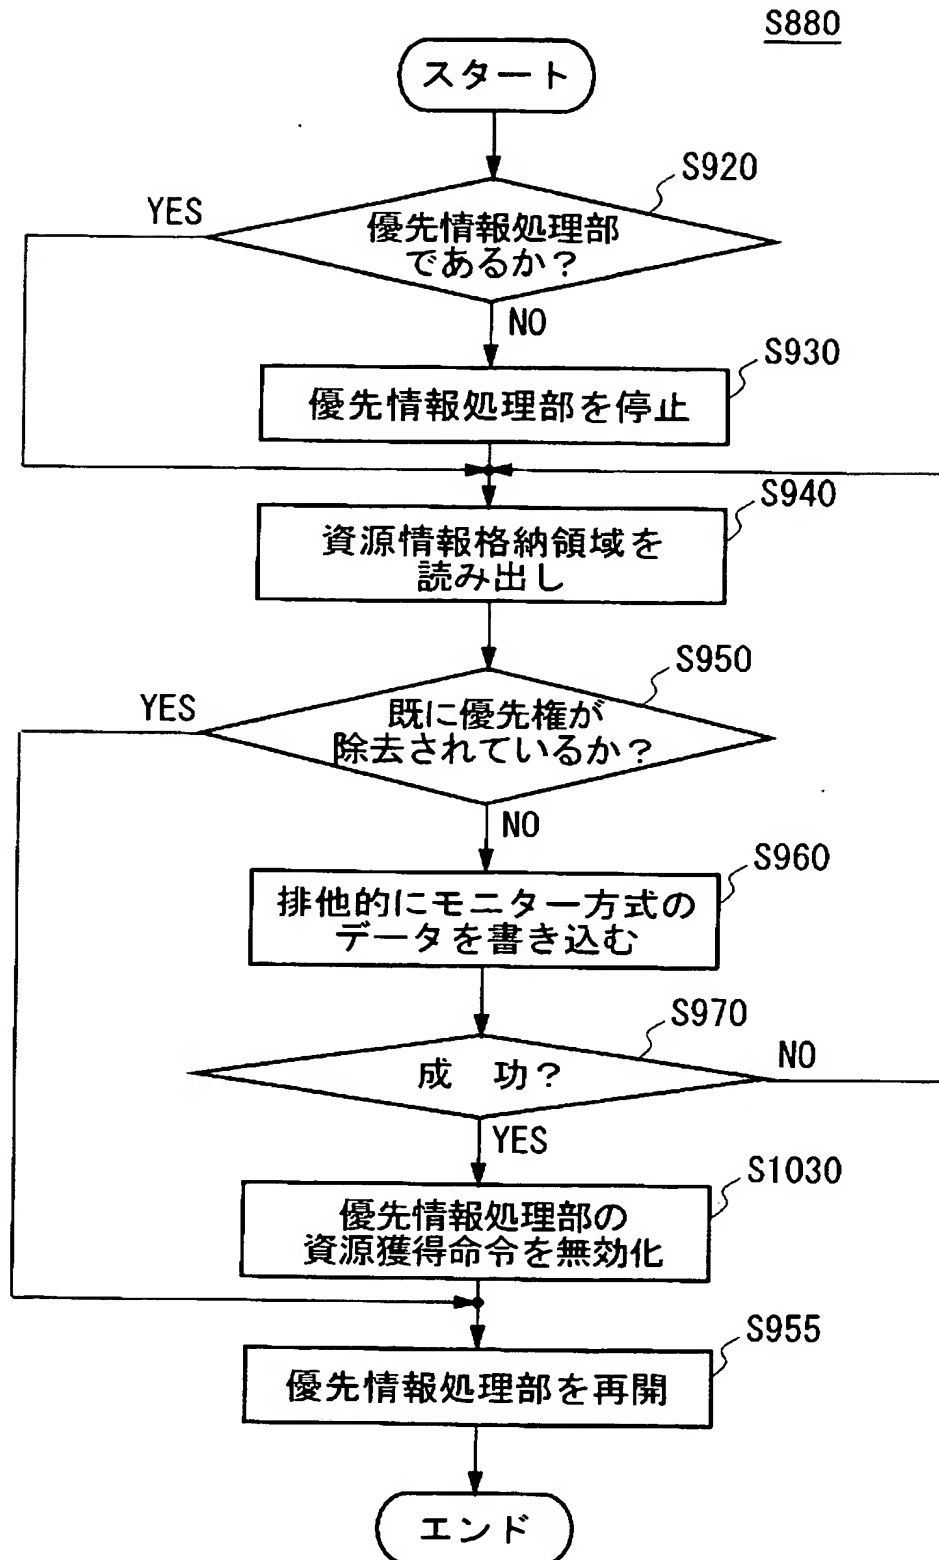 S880
スタート
S920
YES
優先情報処理部
であるか？
NO
S930
優先情報処理部を停止
S940
資源情報格納領域を
読み出し
S950
YES
既に優先権が
除去されているか？
NO
S960
排他的にモニター方式の
データを書き込む
S970
NO
成　功？
YES
S1030
優先情報処理部の
資源獲得命令を無効化
S955
優先情報処理部を再開
エンド